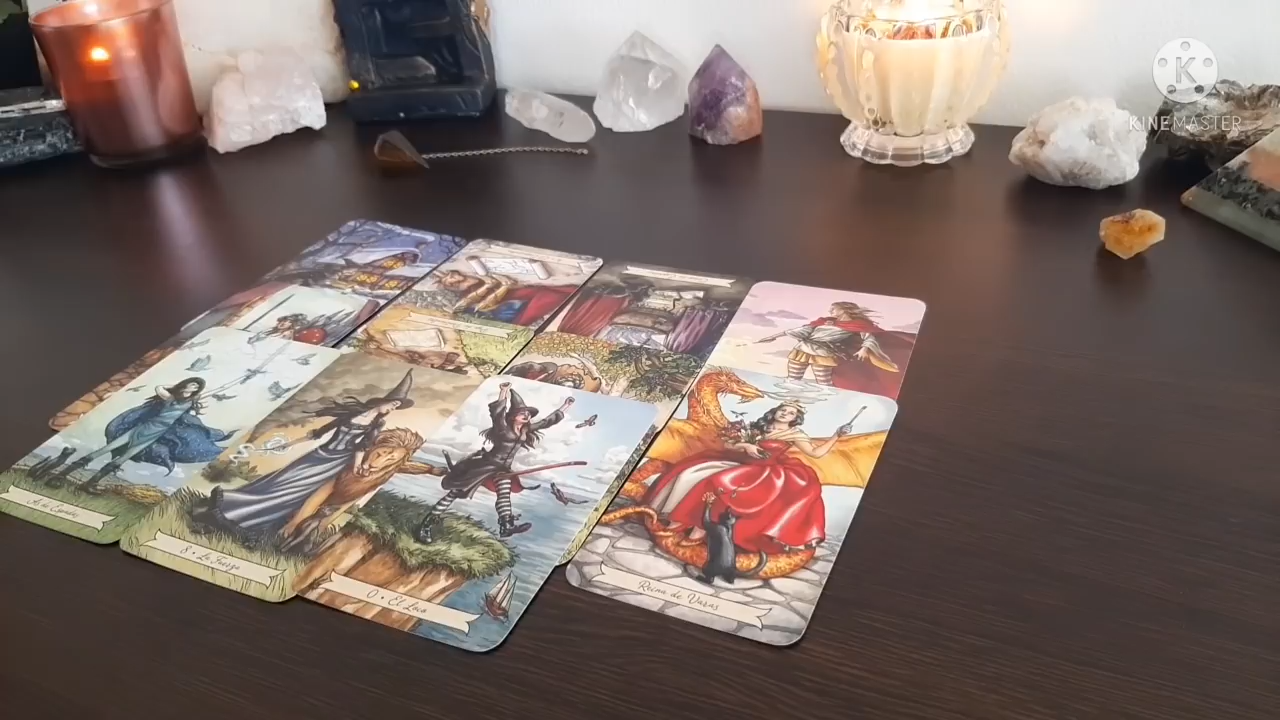 K
KINEMASTER
As de Espadas
8 • La Fuerza
0 • El Loco
Reina de Varas